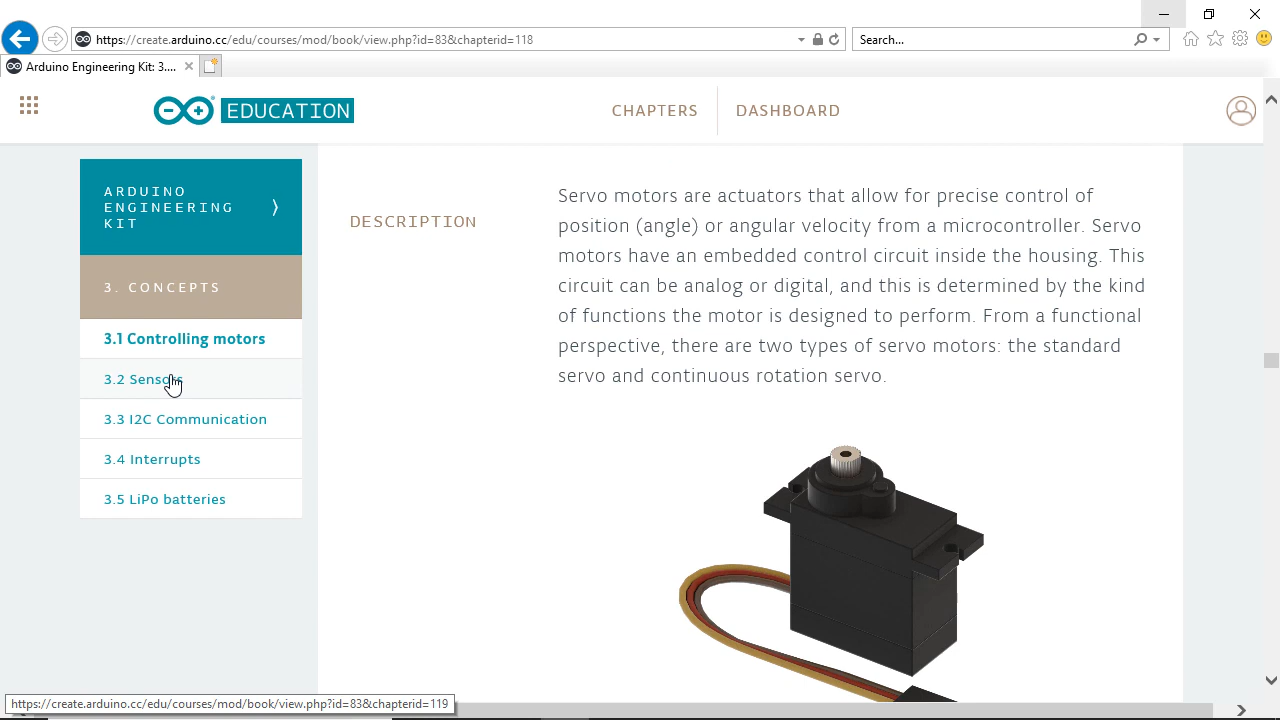 https://create.arduino.cc/edu/courses/mod/book/view.php?id=83&chapterid=118
Search...
Arduino Engineering Kit: 3....
EDUCATION
CHAPTERS
DASHBOARD
ARDUINO
ENGINEERING
KIT
3. CONCEPTS
3.1 Controlling motors
3.2 Sensors
3.3 I2C Communication
3.4 Interrupts
3.5 LiPo batteries
DESCRIPTION
Servo motors are actuators that allow for precise control of
position (angle) or angular velocity from a microcontroller. Servo
motors have an embedded control circuit inside the housing. This
circuit can be analog or digital, and this is determined by the kind
of functions the motor is designed to perform. From a functional
perspective, there are two types of servo motors: the standard
servo and continuous rotation servo.
https://create.arduino.cc/edu/courses/mod/book/view.php?id=83&chapterid=119